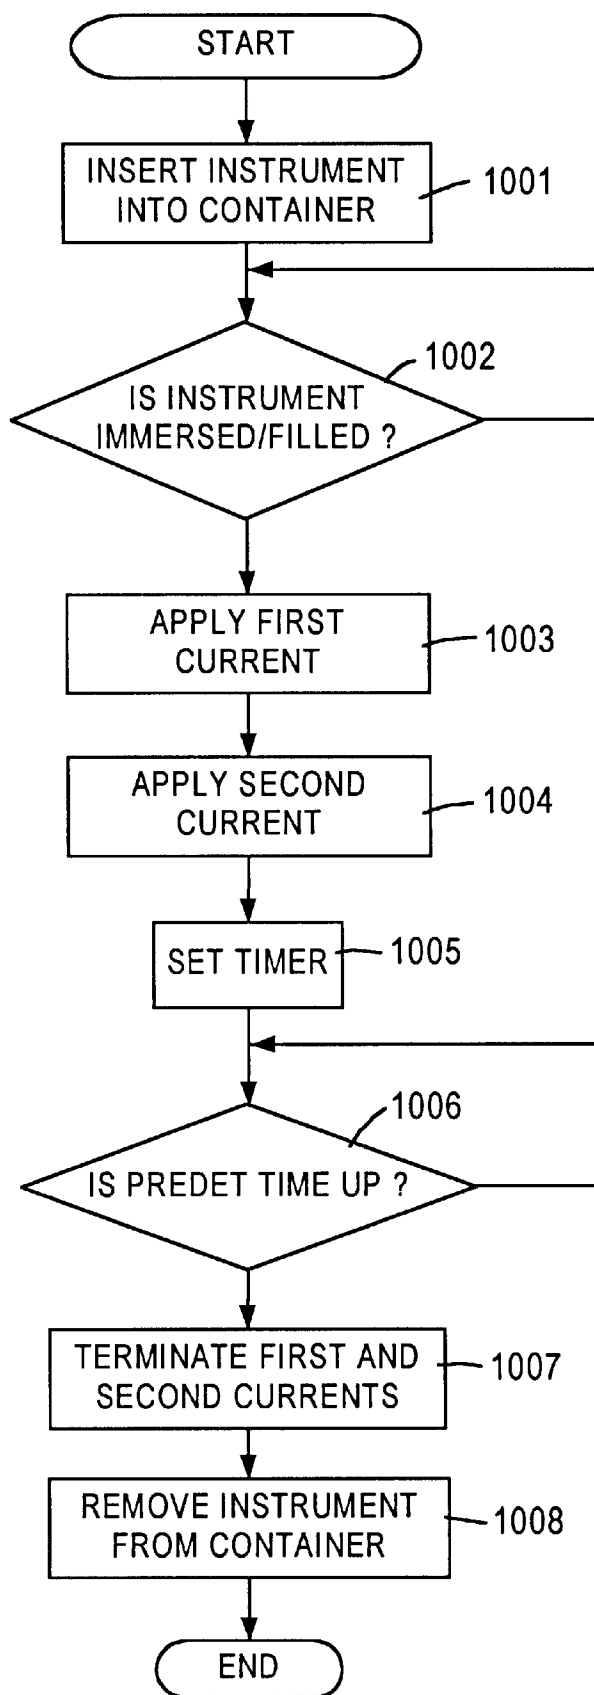 START
INSERT INSTRUMENT
INTO CONTAINER
1001
1002
IS INSTRUMENT
IMMERSED/FILLED ?
APPLY FIRST
CURRENT
1003
APPLY SECOND
CURRENT
1004
SET TIMER
1005
1006
IS PREDET TIME UP ?
TERMINATE FIRST AND
SECOND CURRENTS
1007
REMOVE INSTRUMENT
FROM CONTAINER
1008
END